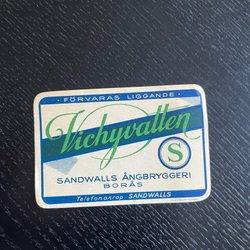 · FÖRVARAS LIGGANDE ·
Vichyvatten
S
SANDWALLS ÅNGBRYGGERI
BORÅS
Telefonanrop SANDWALLS